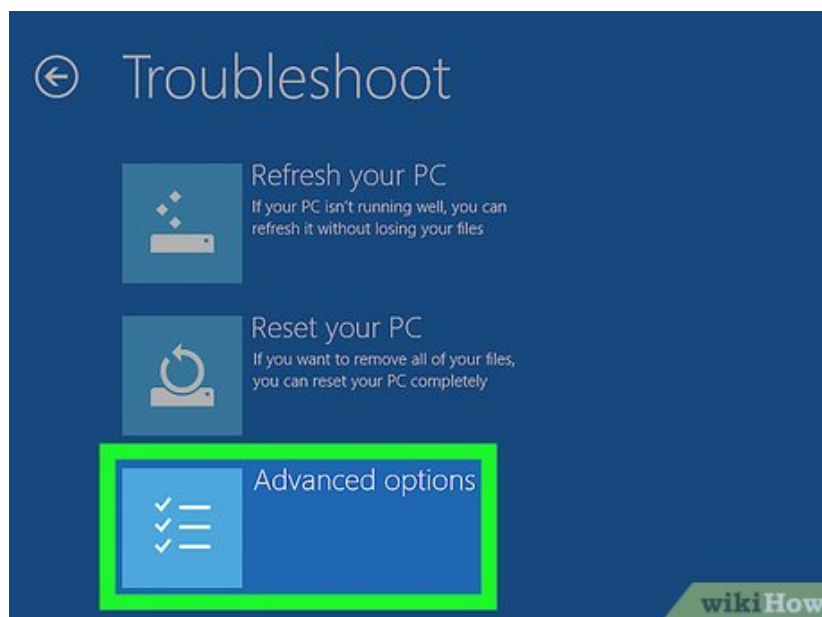 Troubleshoot
Refresh your PC
If your PC isn't running well, you can
refresh it without losing your files
Reset your PC
If you want to remove all of your files,
you can reset your PC completely
Advanced options
wikiHow